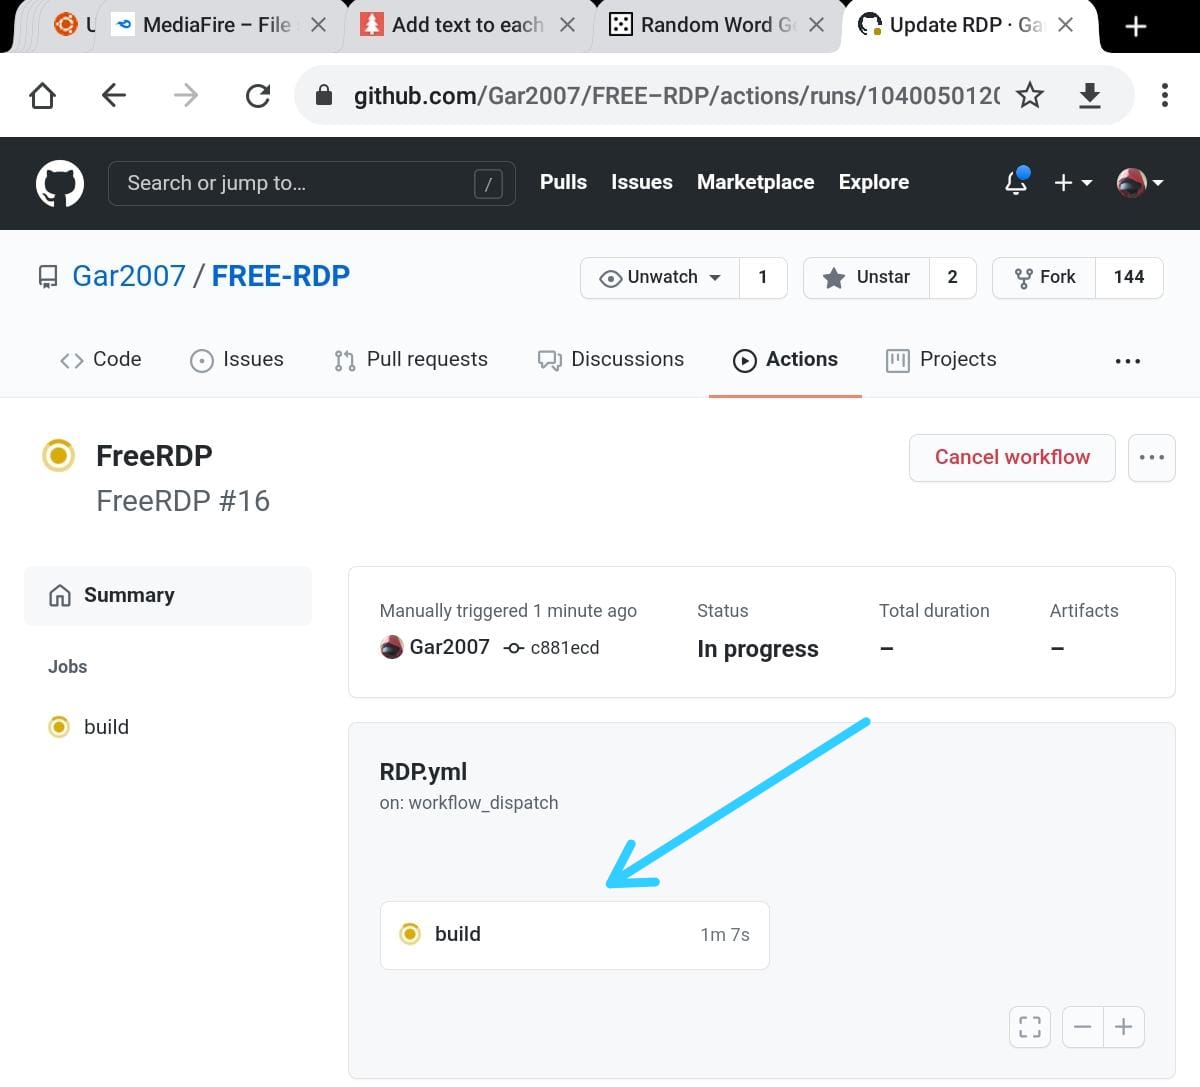 U
MediaFire – File
Add text to each
Random Word Ge
Update RDP · Ga
github.com/Gar2007/FREE-RDP/actions/runs/1040050120
Search or jump to…
/
Pulls
Issues
Marketplace
Explore
Gar2007 / FREE-RDP
Unwatch 1
Unstar 2
Fork 144
Code
Issues
Pull requests
Discussions
Actions
Projects
FreeRDP
FreeRDP #16
Cancel workflow
Summary
Jobs
build
Manually triggered 1 minute ago
Gar2007 c881ecd
Status
In progress
Total duration
–
Artifacts
–
RDP.yml
on: workflow_dispatch
build 1m 7s